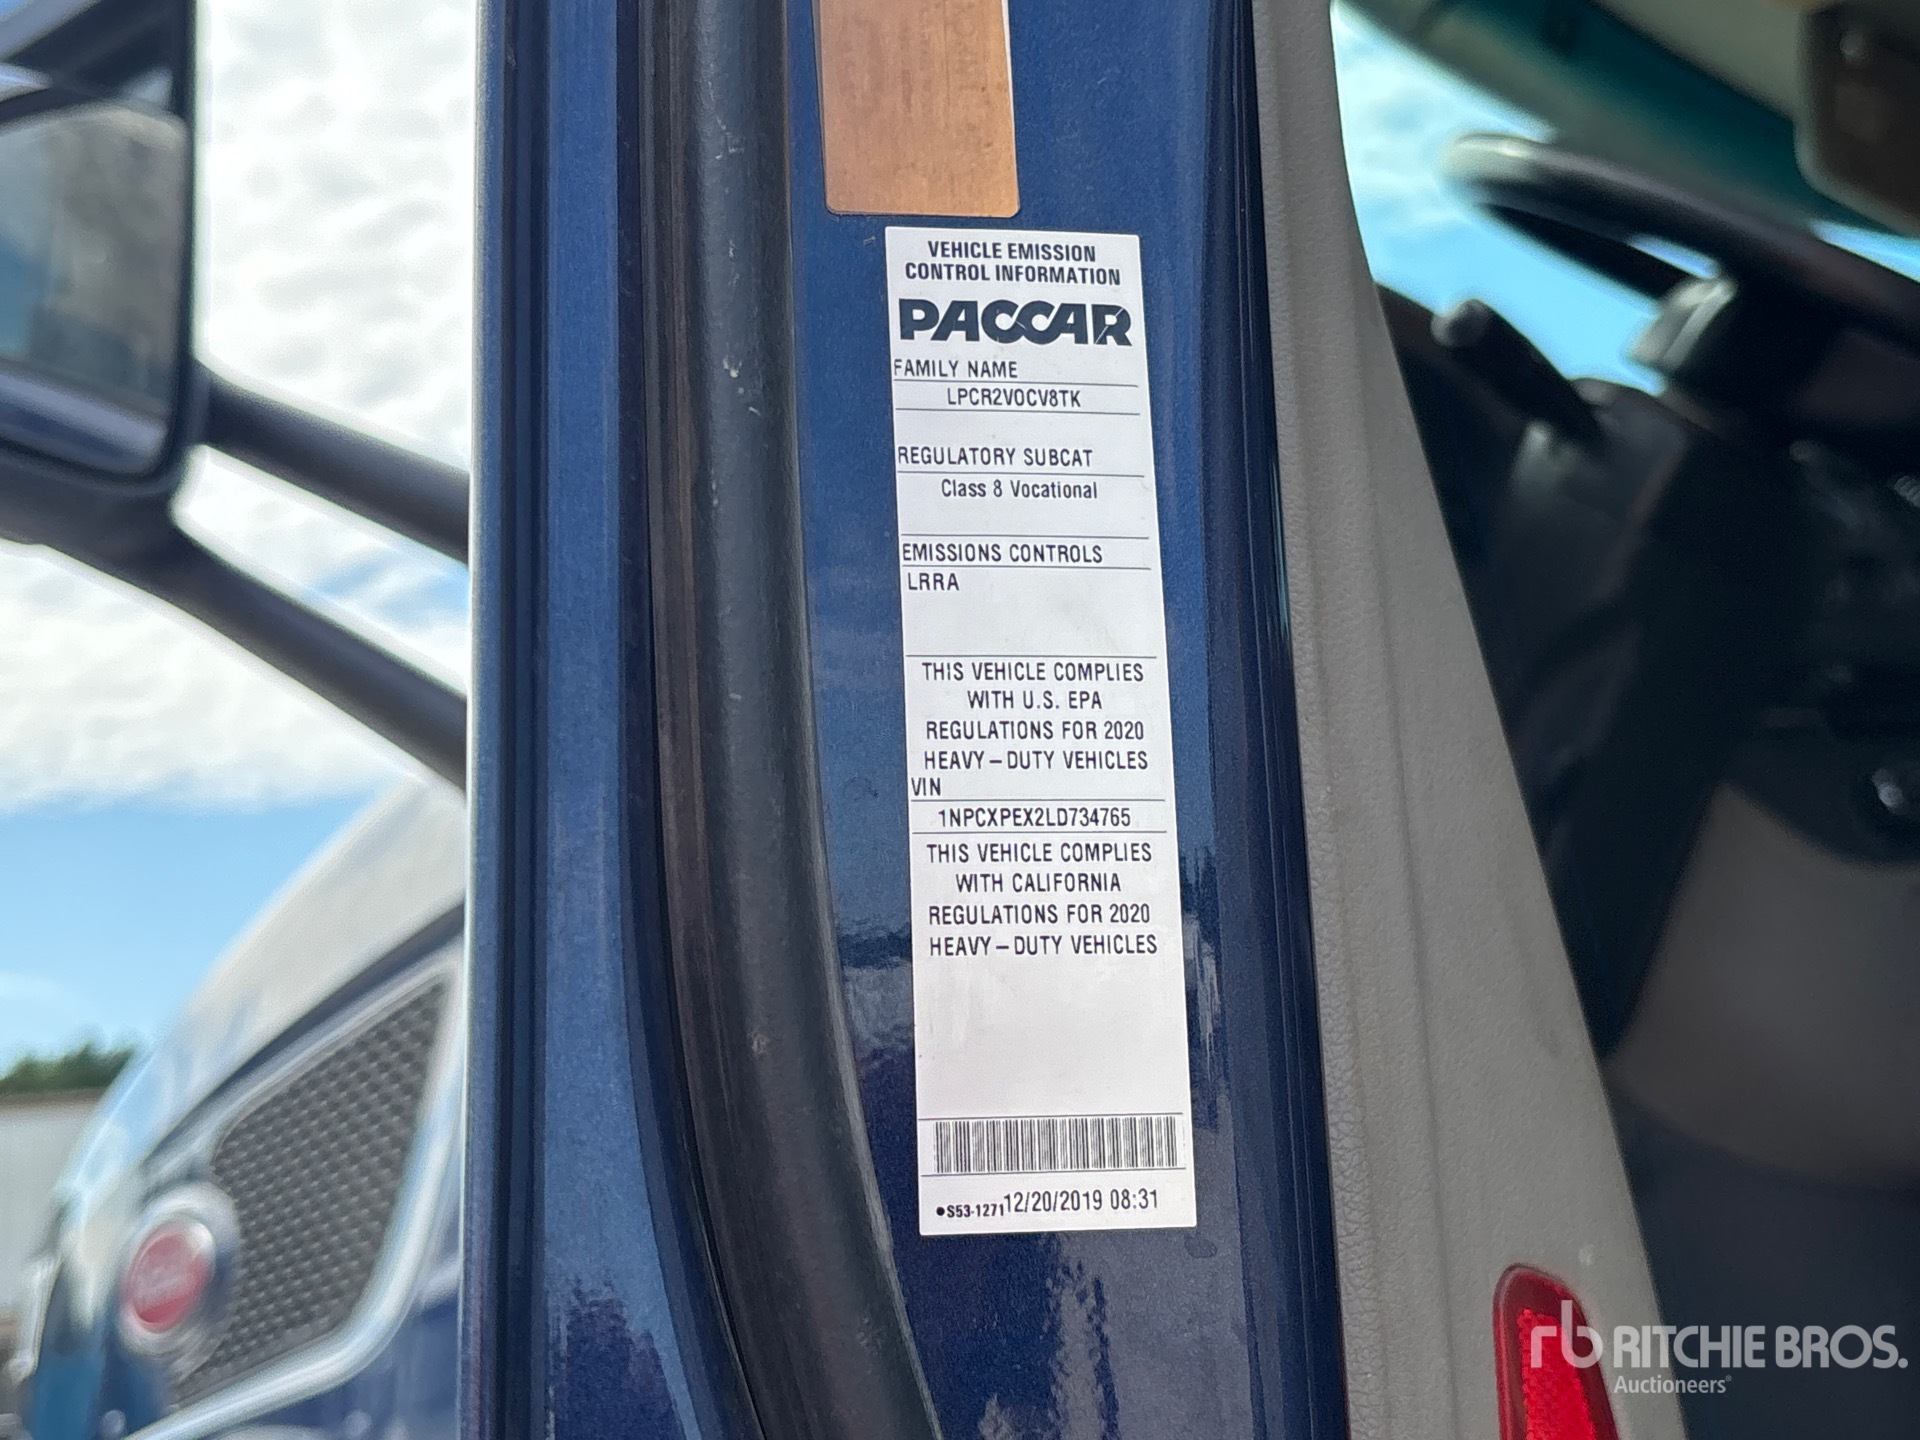 VEHICLE EMISSION
CONTROL INFORMATION
PACCAR
FAMILY NAME
LPCR2VOCV8TK
REGULATORY SUBCAT
Class 8 Vocational
EMISSIONS CONTROLS
LRRA
THIS VEHICLE COMPLIES
WITH U.S. EPA
REGULATIONS FOR 2020
HEAVY-DUTY VEHICLES
VIN
1NPCXPEX2LD734765
THIS VEHICLE COMPLIES
WITH CALIFORNIA
REGULATIONS FOR 2020
HEAVY-DUTY VEHICLES
•S53-1271 12/20/2019 08:31
rb RITCHIE BROS.
Auctioneers